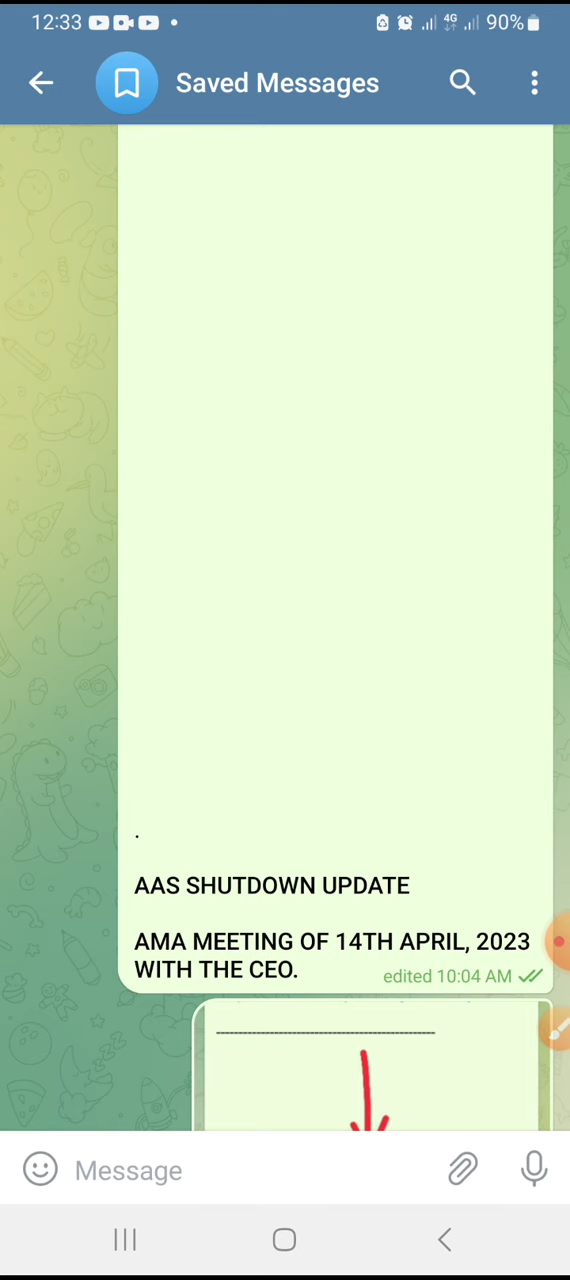 12:33
4G
90%
Saved Messages
.
AAS SHUTDOWN UPDATE
AMA MEETING OF 14TH APRIL, 2023
WITH THE CEO.
edited 10:04 AM
Message